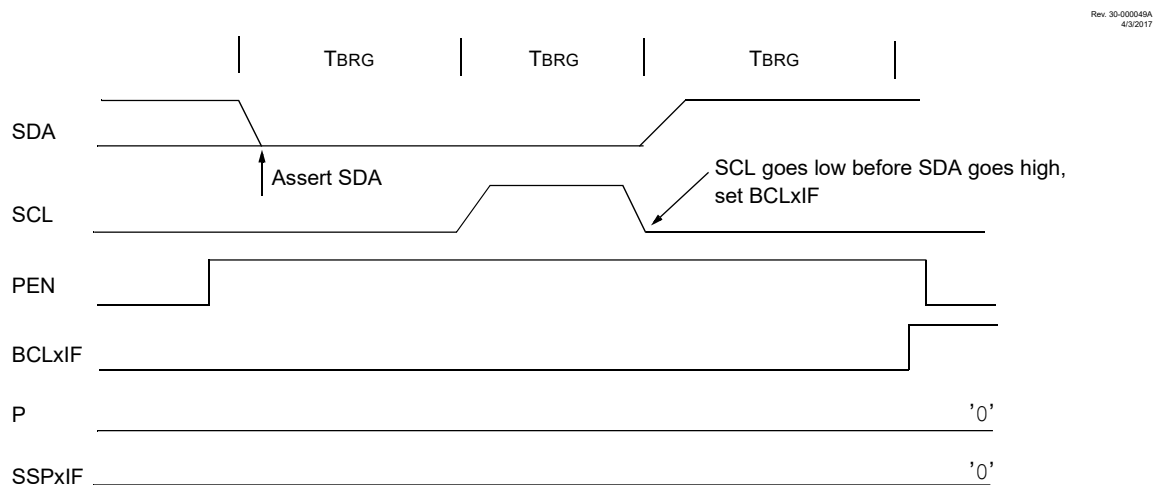 Rev. 30-000049A
4/3/2017
TBRG TBRG TBRG
SDA
Assert SDA
SCL goes low before SDA goes high,
set BCLxIF
SCL
PEN
BCLxIF
P '0'
SSPxIF '0'